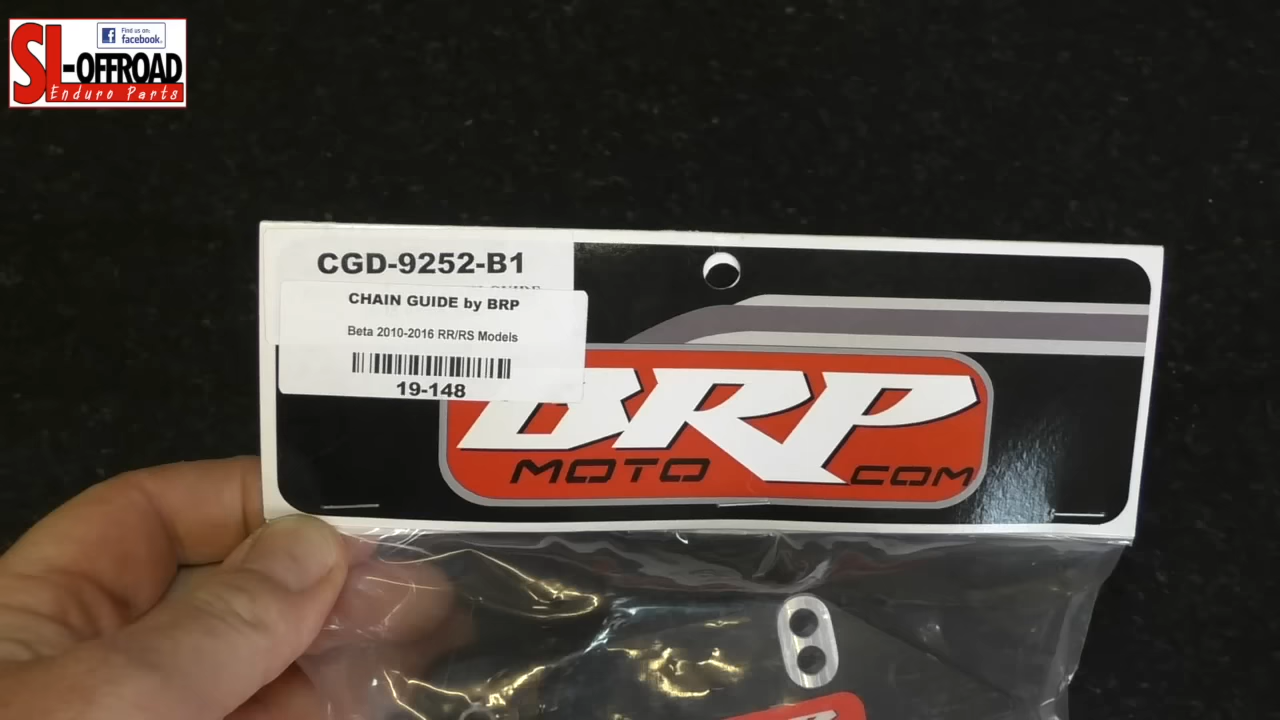 Find us on:
facebook.
SL-OFFROAD
Enduro Parts
CGD-9252-B1
CHAIN GUIDE by BRP
Beta 2010-2016 RR/RS Models
19-148
BRP
MOTO COM